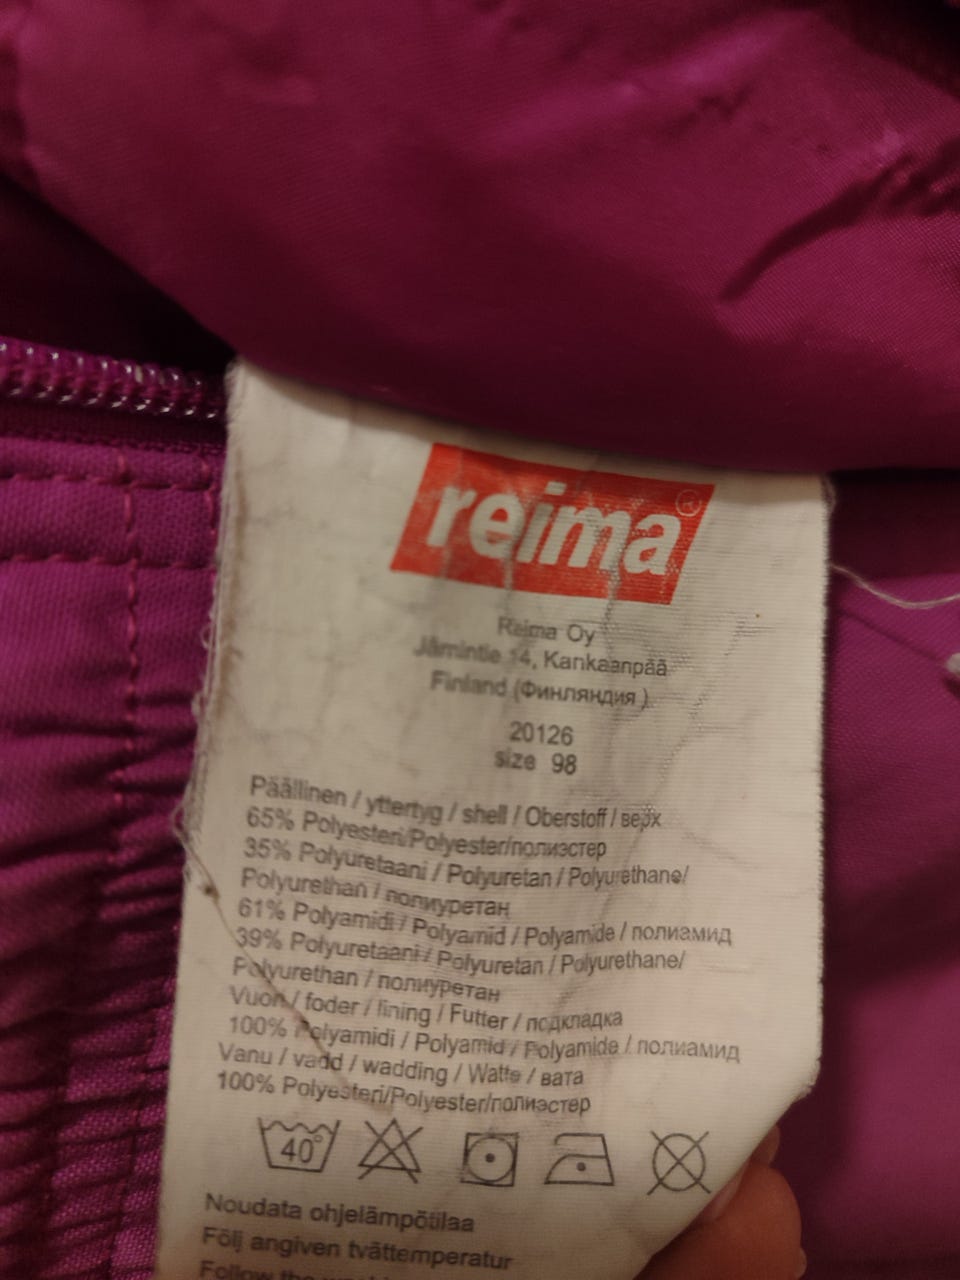 reima®
Reima Oy
Jämintie 14, Kankaanpää
Finland (Финляндия )
20126
size 98
Päällinen / yttertyg / shell / Oberstoff / верх
65% Polyesteri/Polyester/полиэстер
35% Polyuretaani / Polyuretan / Polyurethane/
Polyurethan / полиуретан
61% Polyamidi / Polyamid / Polyamide / полиамид
39% Polyuretaani / Polyuretan / Polyurethane/
Polyurethan / полиуретан
Vuori / foder / lining / Futter / подкладка
100% Polyamidi / Polyamid / Polyamide / полиамид
Vanu / vadd / wadding / Watte / вата
100% Polyesteri/Polyester/полиэстер
40°
Noudata ohjelämpötilaa
Följ angiven tvättemperatur
Follow the